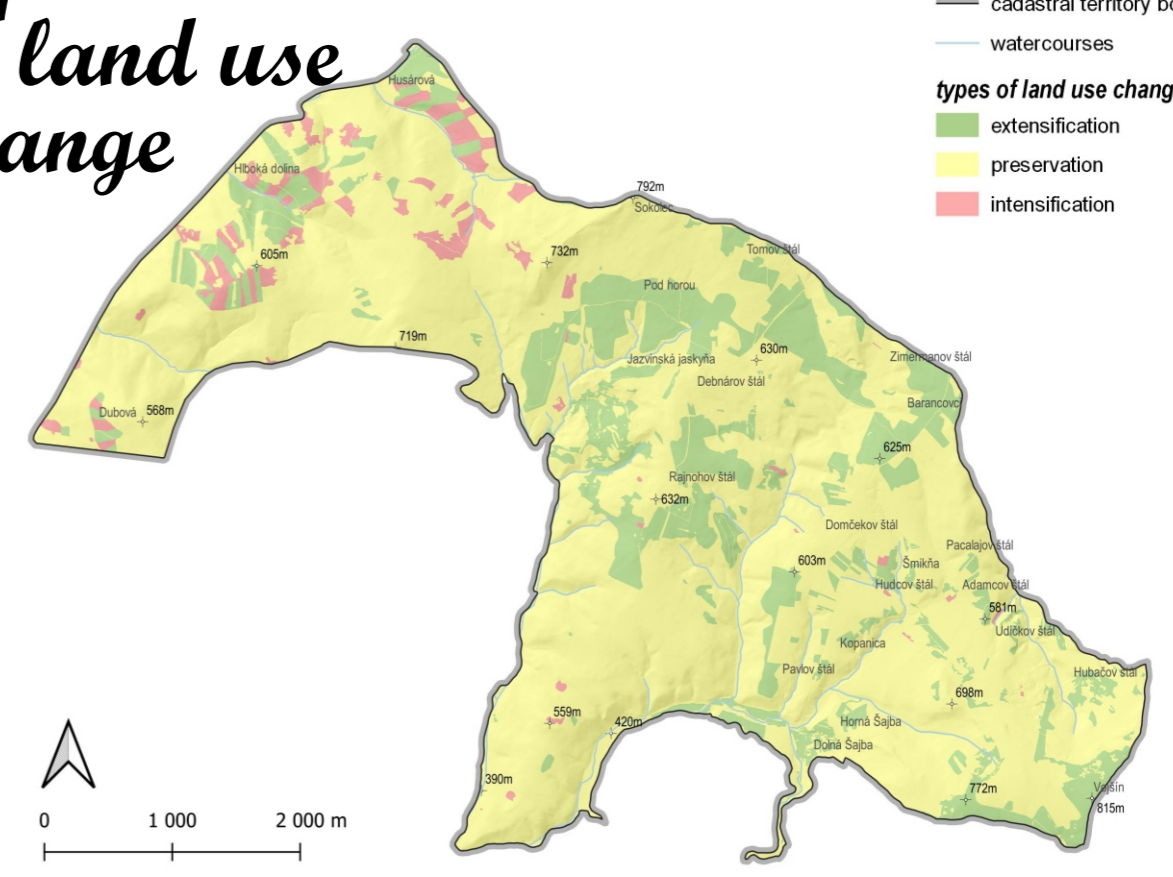 land use
ange
cadastral territory bo
watercourses
types of land use chang
extensification
preservation
intensification
Husárová
Hlboká dolina
792m
Sokolec
605m
732m
Tomov štál
Pod horou
719m
Jazvinská jaskyňa
630m
Debnárov štál
Zimermanov štál
Barancovci
Dubová
568m
625m
Rajnohov štál
632m
Domčekov štál
Pacalajov štál
603m
Šmikňa
Hudcov štál
Adamcov štál
581m
Udičkov štál
Kopanica
Pavlov štál
Hubačov štál
698m
559m
420m
Horná Šajba
Dolná Šajba
390m
772m
Vojšín
815m
0 1 000 2 000 m